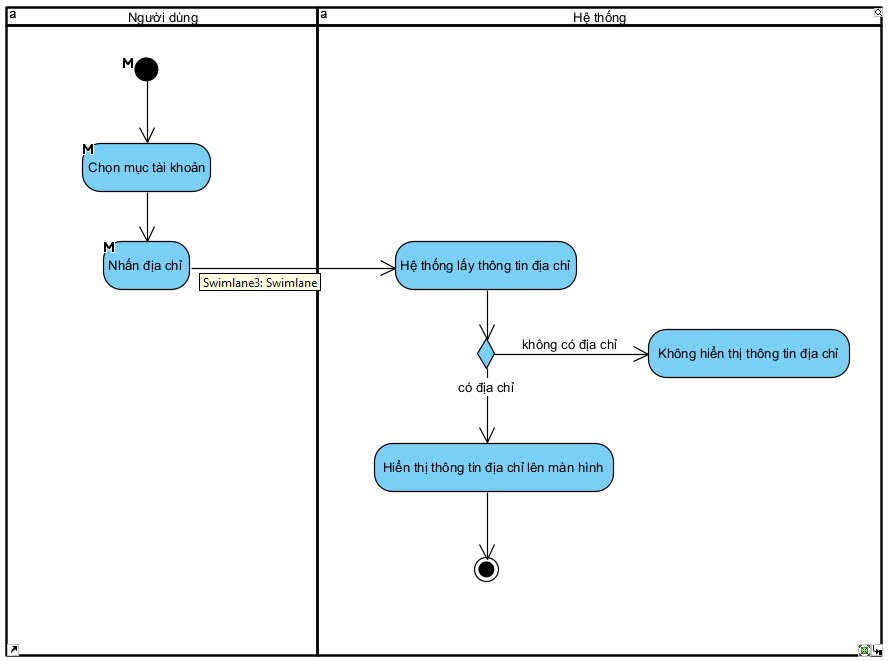 a
Người dùng
a
Hệ thống
M
M
Chọn mục tài khoản
M
Nhấn địa chỉ
Swimlane3: Swimlane
Hệ thống lấy thông tin địa chỉ
không có địa chỉ
Không hiển thị thông tin địa chỉ
có địa chỉ
Hiển thị thông tin địa chỉ lên màn hình